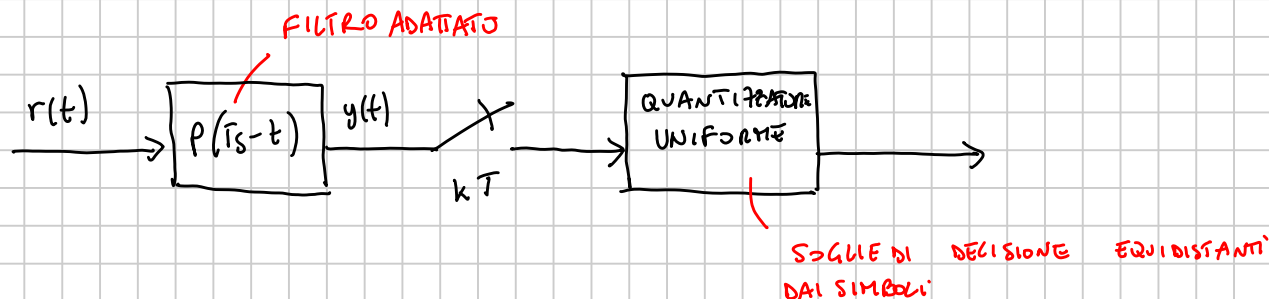 FILTRO ADATTATO
r(t)
p(Ts-t)
y(t)
kT
QUANTIZZATORE
UNIFORME
SOGLIE DI DECISIONE EQUIDISTANTI
DAI SIMBOLI